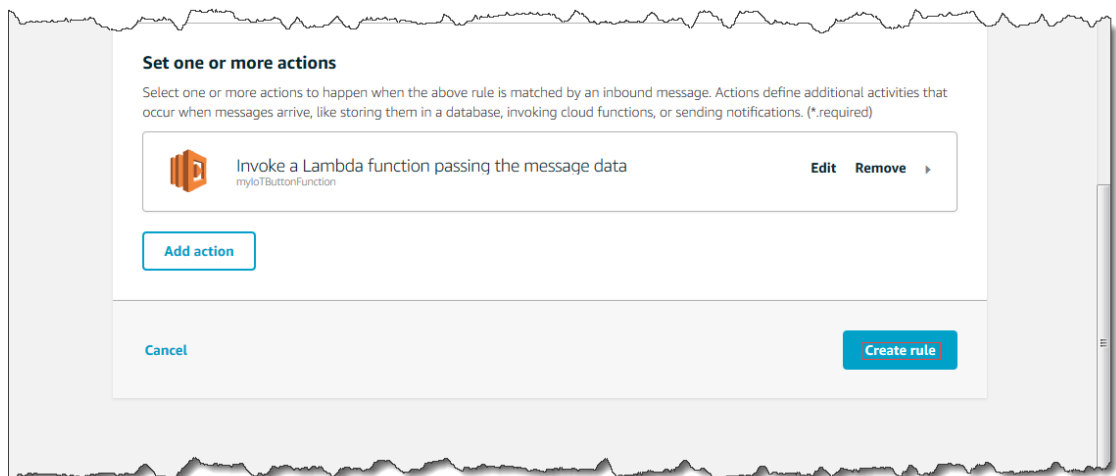 Set one or more actions
Select one or more actions to happen when the above rule is matched by an inbound message. Actions define additional activities that
occur when messages arrive, like storing them in a database, invoking cloud functions, or sending notifications. (*.required)
Invoke a Lambda function passing the message data
myIoTButtonFunction
Edit Remove
Add action
Cancel
Create rule